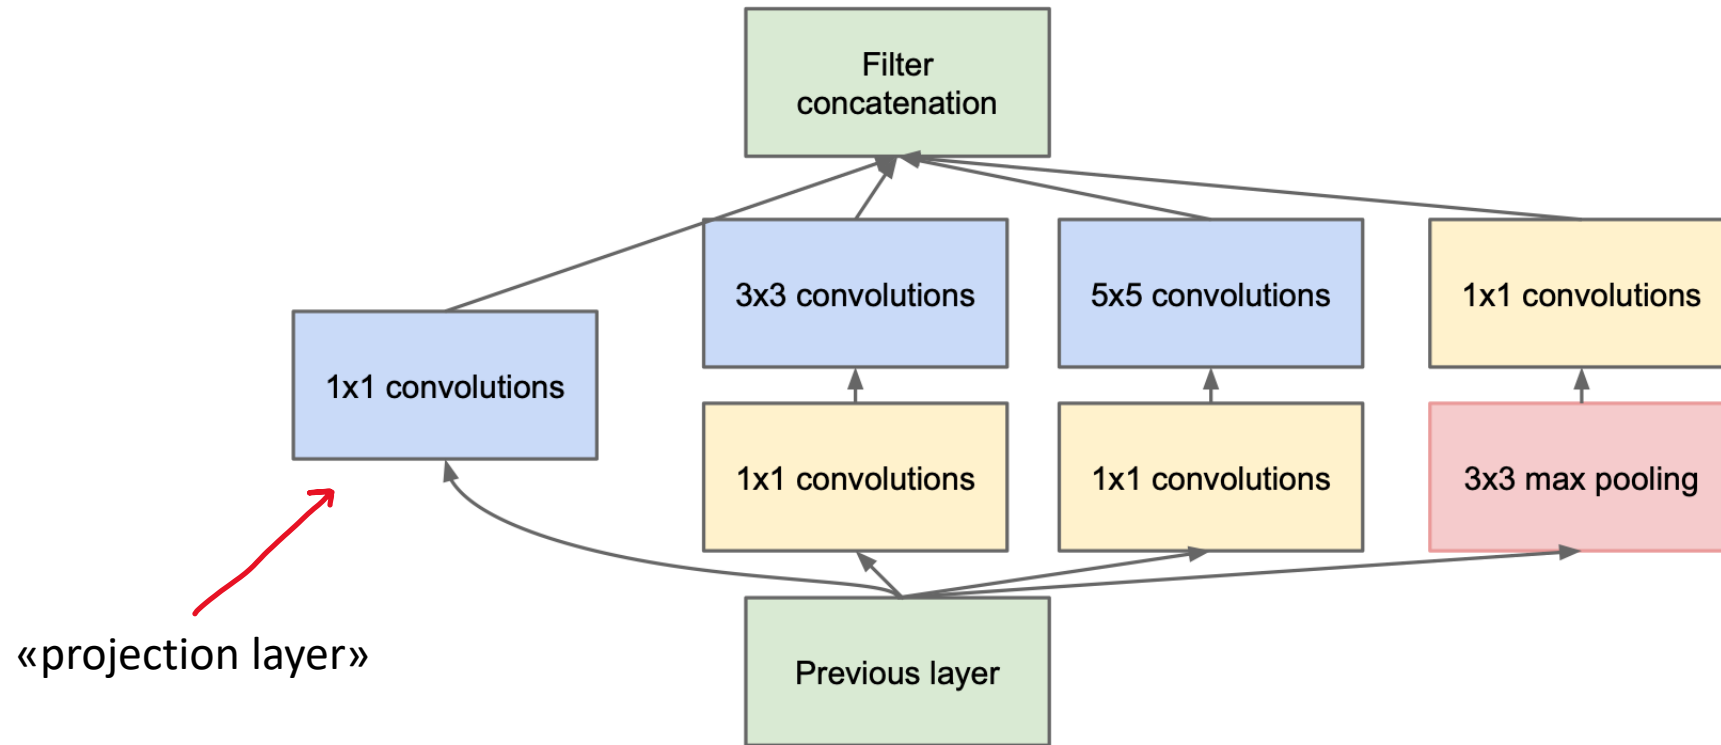 Filter
concatenation
3x3 convolutions
5x5 convolutions
1x1 convolutions
1x1 convolutions
1x1 convolutions
1x1 convolutions
3x3 max pooling
«projection layer»
Previous layer